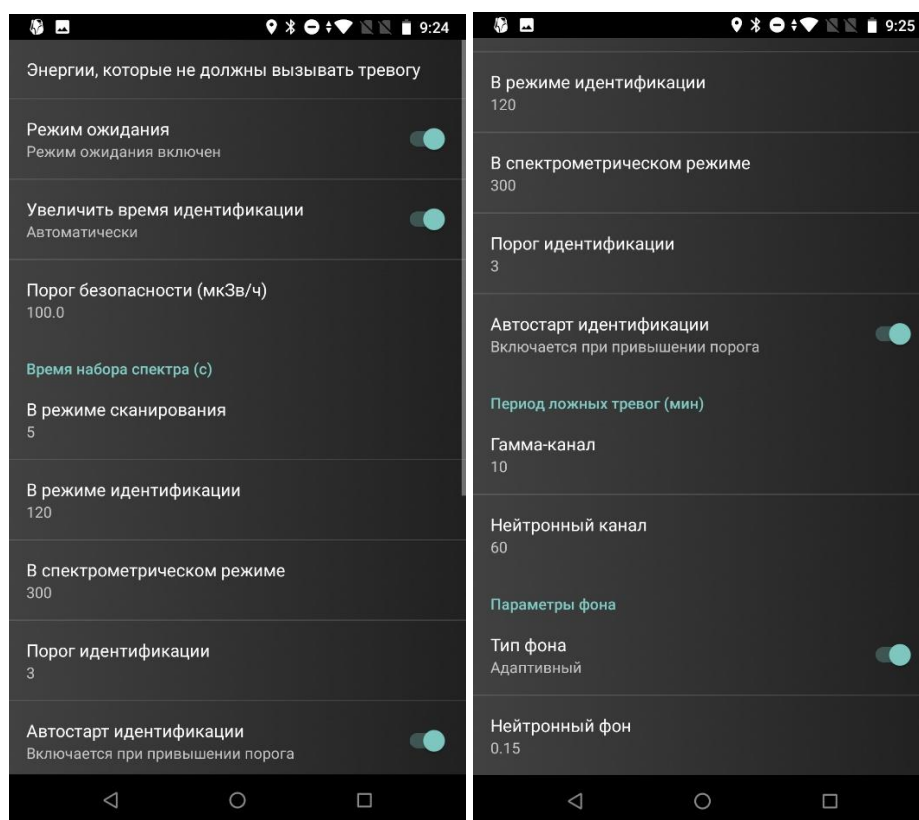 9:24
Энергии, которые не должны вызывать тревогу
Режим ожидания
Режим ожидания включен
Увеличить время идентификации
Автоматически
Порог безопасности (мкЗв/ч)
100.0
Время набора спектра (с)
В режиме сканирования
5
В режиме идентификации
120
В спектрометрическом режиме
300
Порог идентификации
3
Автостарт идентификации
Включается при привышении порога
9:25
В режиме идентификации
120
В спектрометрическом режиме
300
Порог идентификации
3
Автостарт идентификации
Включается при привышении порога
Период ложных тревог (мин)
Гамма-канал
10
Нейтронный канал
60
Параметры фона
Тип фона
Адаптивный
Нейтронный фон
0.15